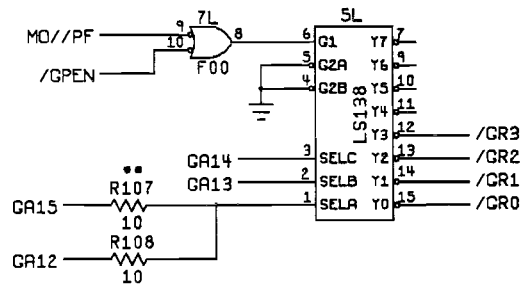 7L
5L
MO//PF 9
10
8
6 G1 Y7 7
/GPEN
F00
5 G2A Y6 9
4 G2B Y5 10
LS138
Y4 11
Y3 12 /GR3
GA14 3 SELC Y2 13 /GR2
GA13 2 SELB Y1 14 /GR1
**
R107
GA15 1 SELA Y0 15 /GR0
10
R108
GA12
10